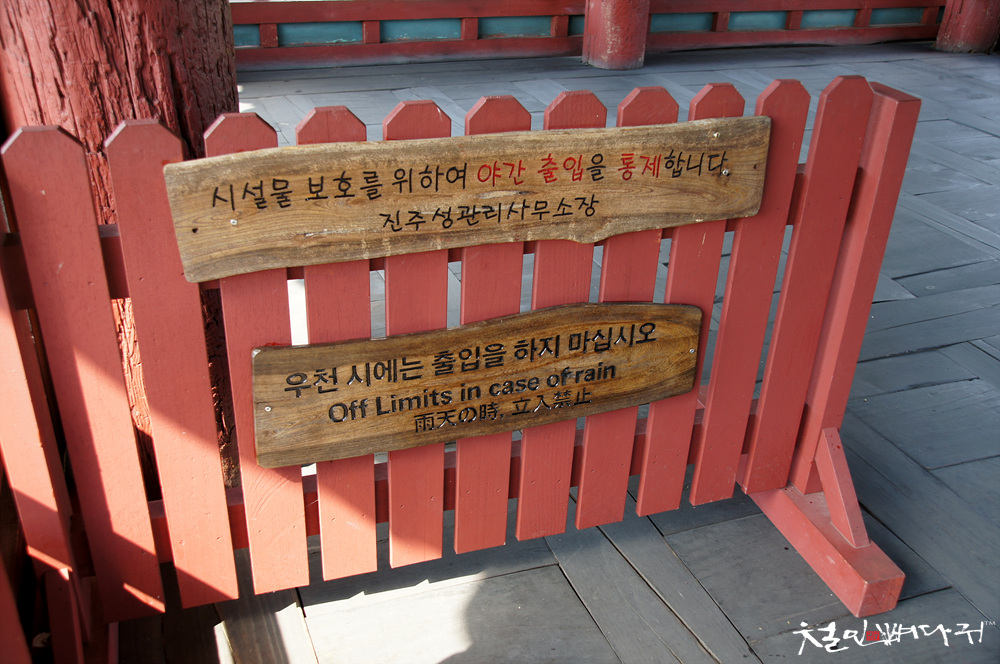 시설물 보호를 위하여 야간 출입을 통제합니다.
진주성관리사무소장
우천 시에는 출입을 하지 마십시오
Off Limits in case of rain
雨天の時, 立入禁止